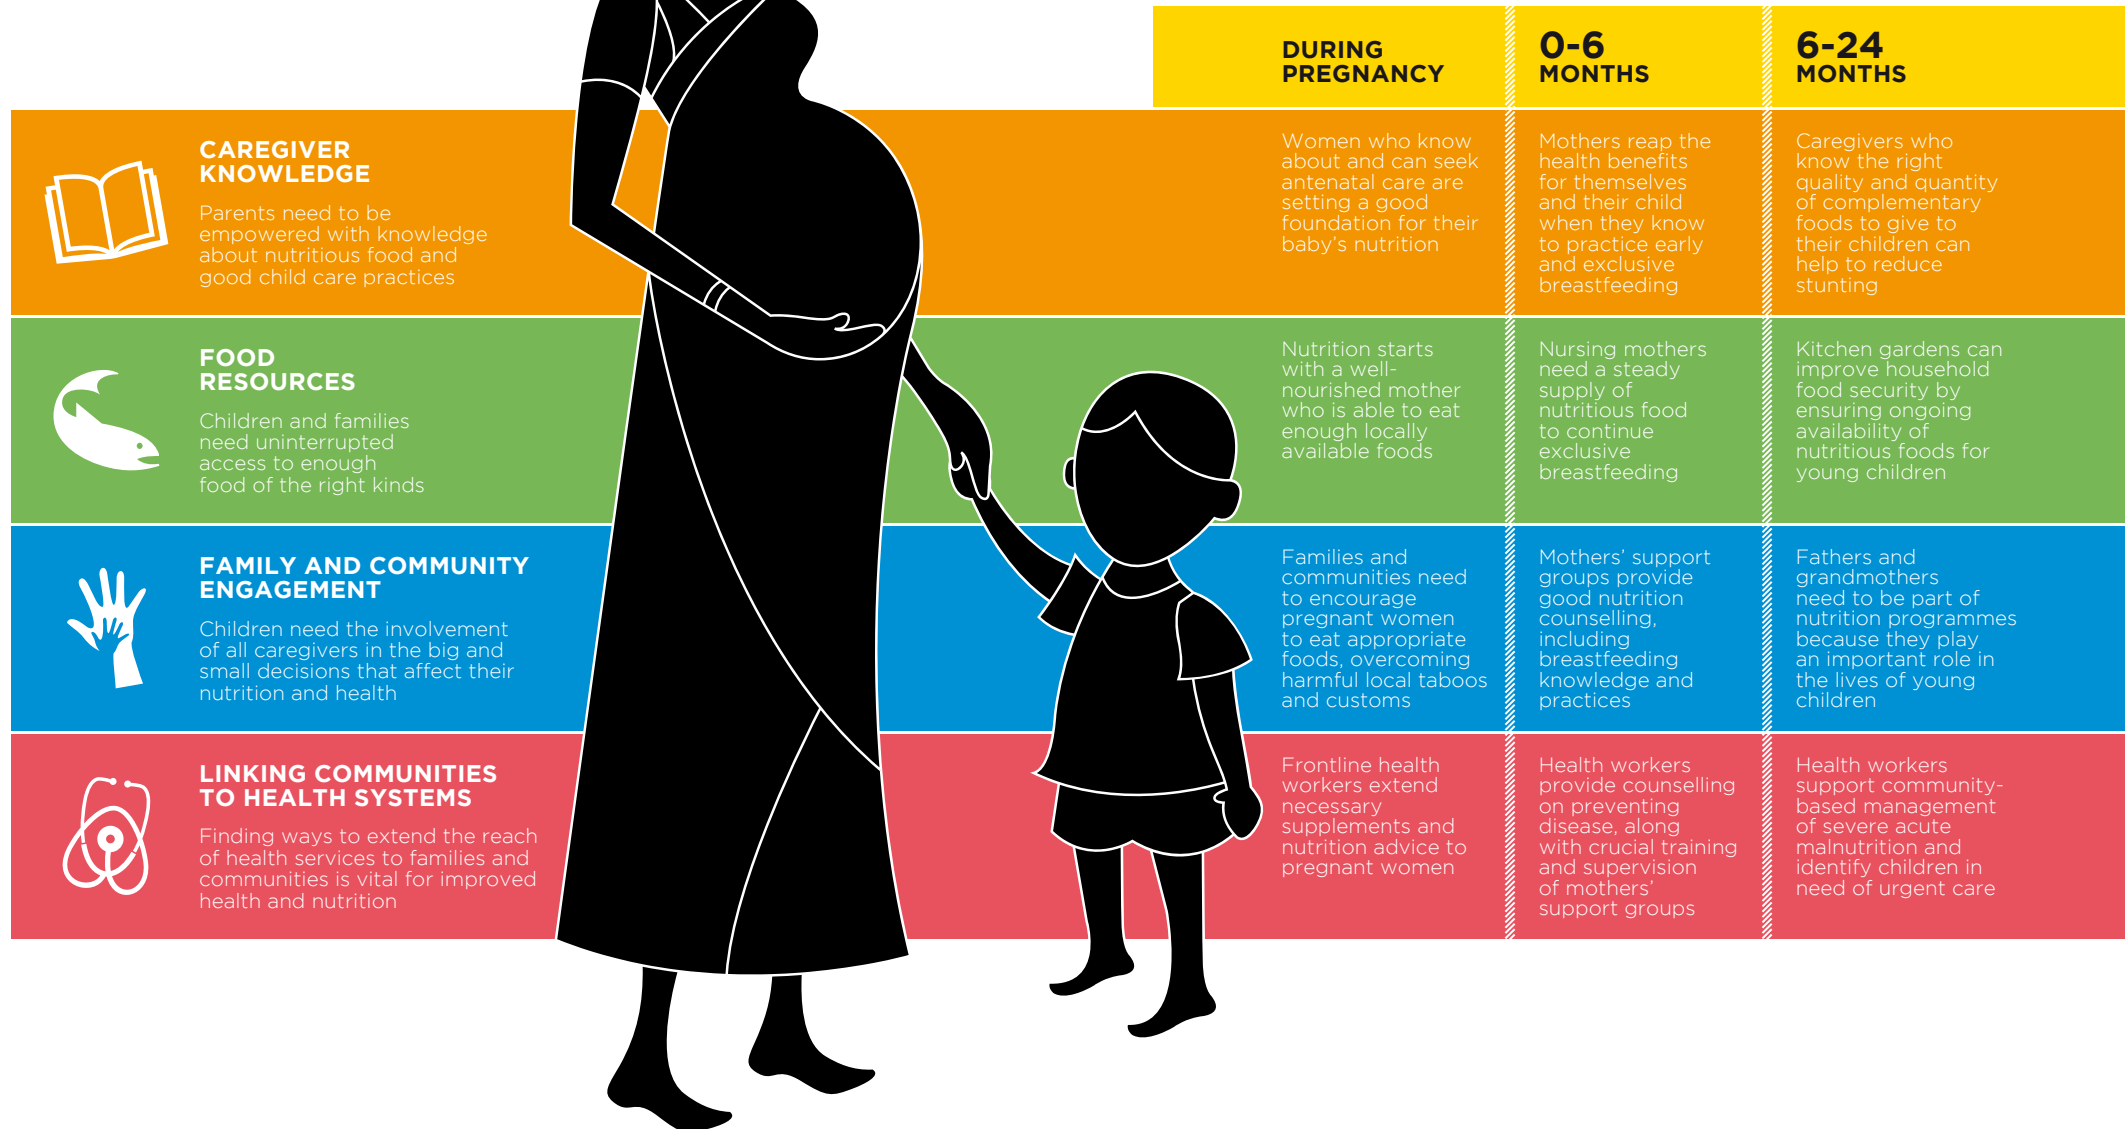 DURING
PREGNANCY
0-6
MONTHS
6-24
MONTHS
CAREGIVER
KNOWLEDGE
Parents need to be
empowered with knowledge
about nutritious food and
good child care practices
Women who know
about and can seek
antenatal care are
setting a good
foundation for their
baby's nutrition
Mothers reap the
health benefits
for themselves
and their child
when they know
to practice early
and exclusive
breastfeeding
Caregivers who
know the right
quality and quantity
of complementary
foods to give to
their children can
help to reduce
stunting
FOOD
RESOURCES
Children and families
need uninterrupted
access to enough
food of the right kinds
Nutrition starts
with a well-
nourished mother
who is able to eat
enough locally
available foods
Nursing mothers
need a steady
supply of
nutritious food
to continue
exclusive
breastfeeding
Kitchen gardens can
improve household
food security by
ensuring ongoing
availability of
nutritious foods for
young children
FAMILY AND COMMUNITY
ENGAGEMENT
Children need the involvement
of all caregivers in the big and
small decisions that affect their
nutrition and health
Families and
communities need
to encourage
pregnant women
to eat appropriate
foods, overcoming
harmful local taboos
and customs
Mothers' support
groups provide
good nutrition
counselling,
including
breastfeeding
knowledge and
practices
Fathers and
grandmothers
need to be part of
nutrition programmes
because they play
an important role in
the lives of young
children
LINKING COMMUNITIES
TO HEALTH SYSTEMS
Finding ways to extend the reach
of health services to families and
communities is vital for improved
health and nutrition
Frontline health
workers extend
necessary
supplements and
nutrition advice to
pregnant women
Health workers
provide counselling
on preventing
disease, along
with crucial training
and supervision
of mothers'
support groups
Health workers
support community-
based management
of severe acute
malnutrition and
identify children in
need of urgent care